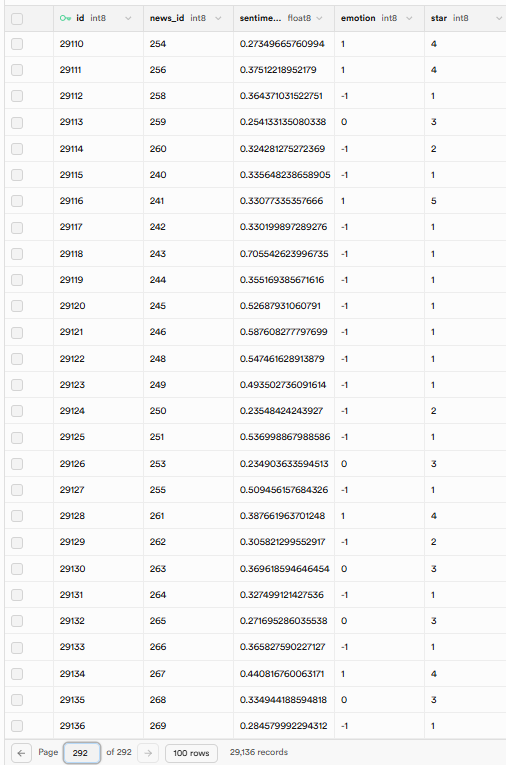 id int8 news_id int8 sentime... float8 emotion int8 star int8
29110 254 0.27349665760994 1 4
29111 256 0.37512218952179 1 4
29112 258 0.364371031522751 -1 1
29113 259 0.254133135080338 0 3
29114 260 0.324281275272369 -1 2
29115 240 0.335648238658905 -1 1
29116 241 0.33077335357666 1 5
29117 242 0.330199897289276 -1 1
29118 243 0.705542623996735 -1 1
29119 244 0.355169385671616 -1 1
29120 245 0.52687931060791 -1 1
29121 246 0.587608277797699 -1 1
29122 248 0.547461628913879 -1 1
29123 249 0.493502736091614 -1 1
29124 250 0.23548424243927 -1 2
29125 251 0.536998867988586 -1 1
29126 253 0.234903633594513 0 3
29127 255 0.509456157684326 -1 1
29128 261 0.387661963701248 1 4
29129 262 0.305821299552917 -1 2
29130 263 0.369618594646454 0 3
29131 264 0.327499121427536 -1 1
29132 265 0.271695286035538 0 3
29133 266 0.365827590227127 -1 1
29134 267 0.440816760063171 1 4
29135 268 0.334944188594818 0 3
29136 269 0.284579992294312 -1 1
Page 292 of 292 100 rows 29,136 records